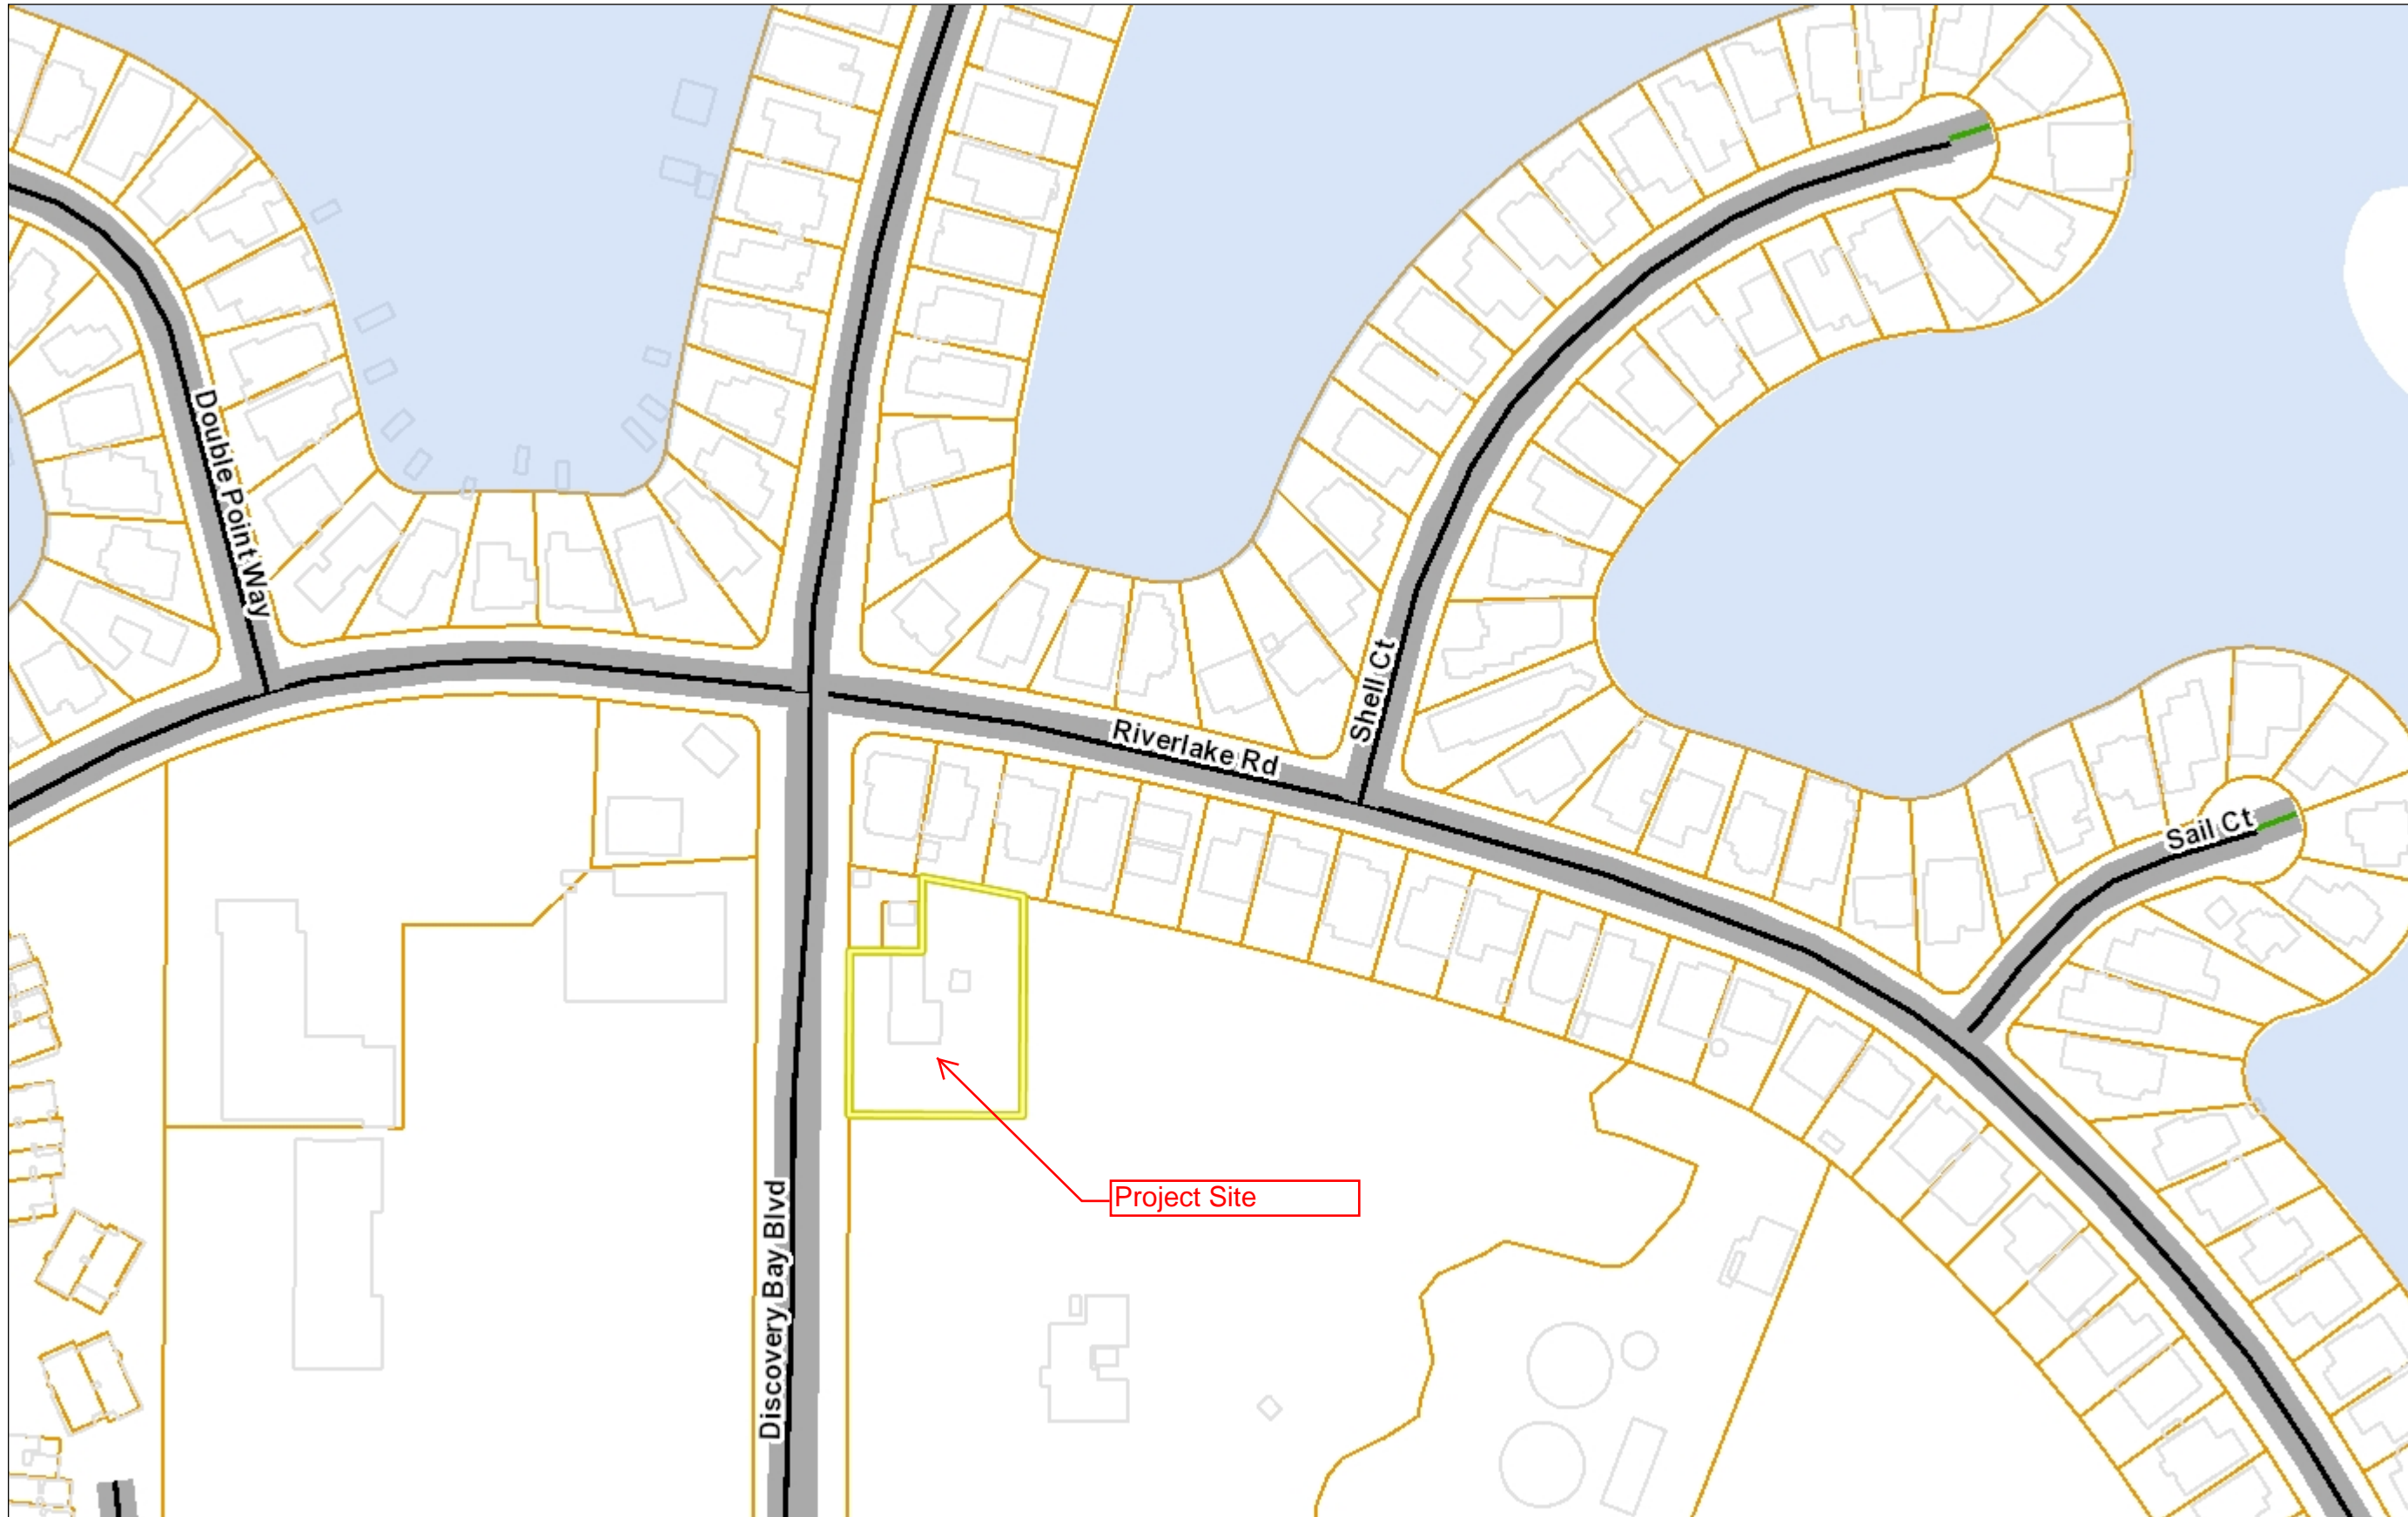 Double Point Way
Shell Ct
Riverlake Rd
Sail Ct
Project Site
Discovery Bay Blvd